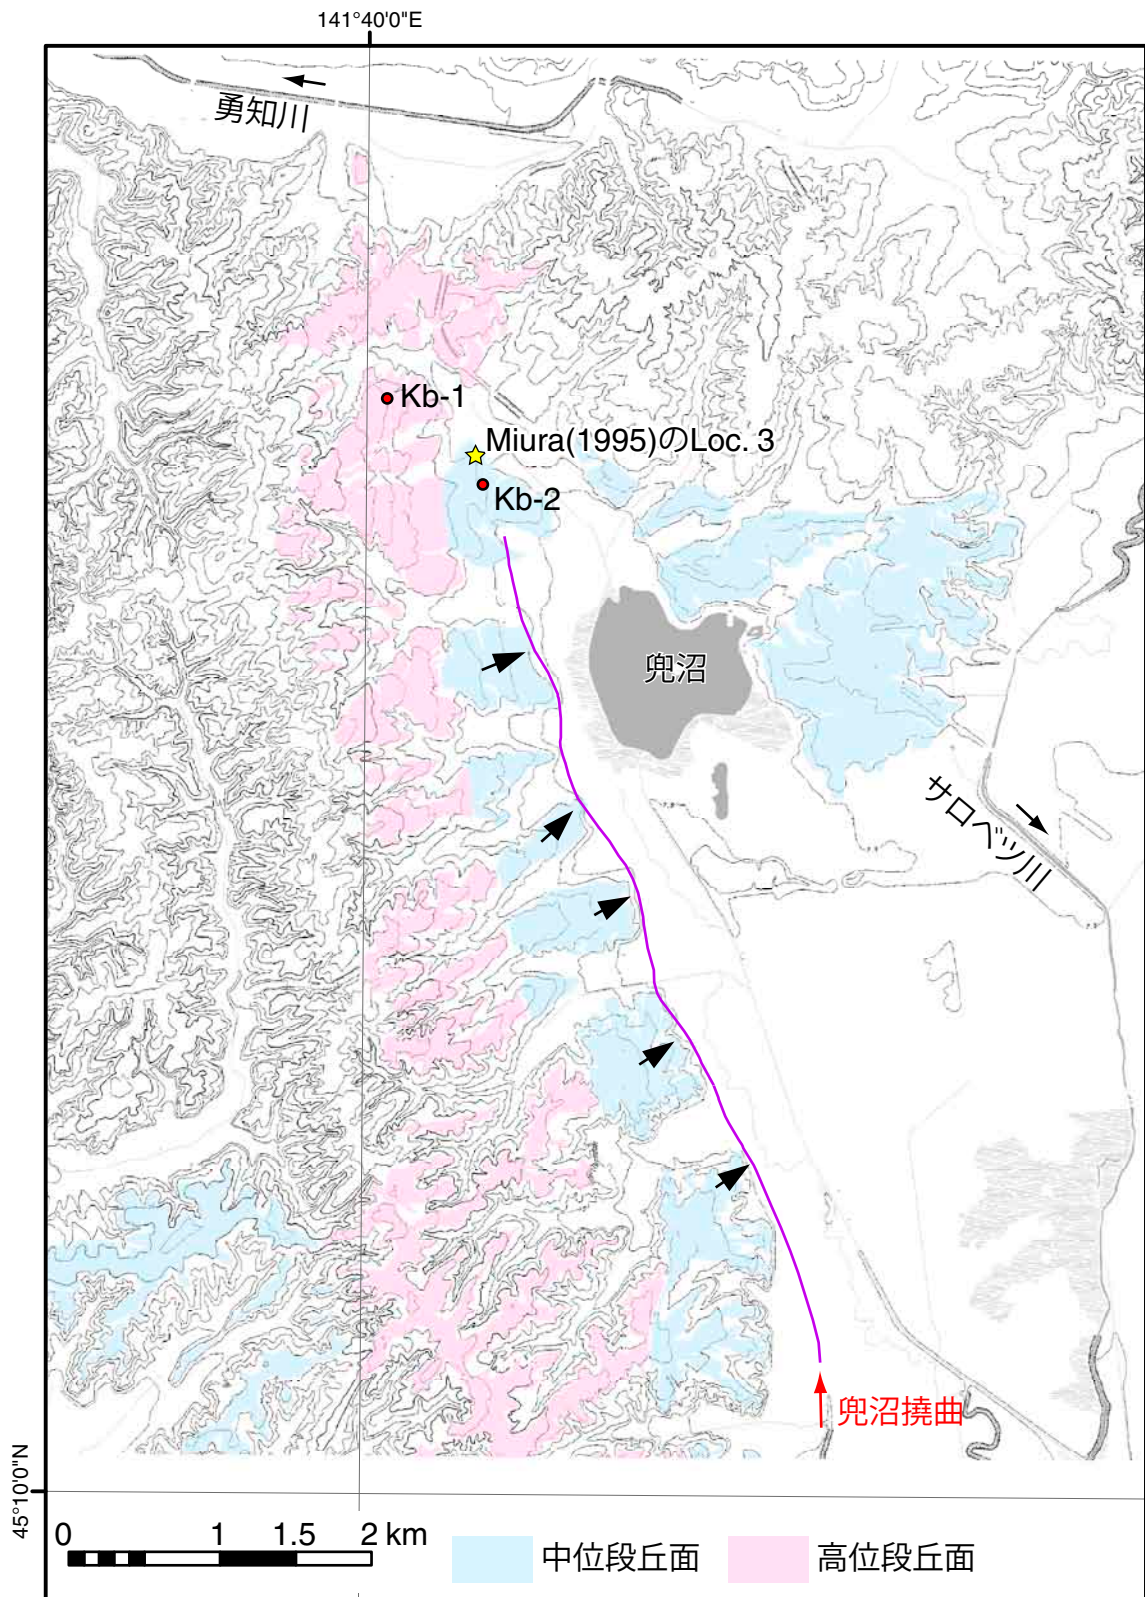 141°40'0"E
勇知川
Kb-1
Miura(1995)のLoc. 3
Kb-2
兜沼
サロベツ川
兜沼撓曲
45°10'0"N
0 1 1.5 2 km
中位段丘面
高位段丘面